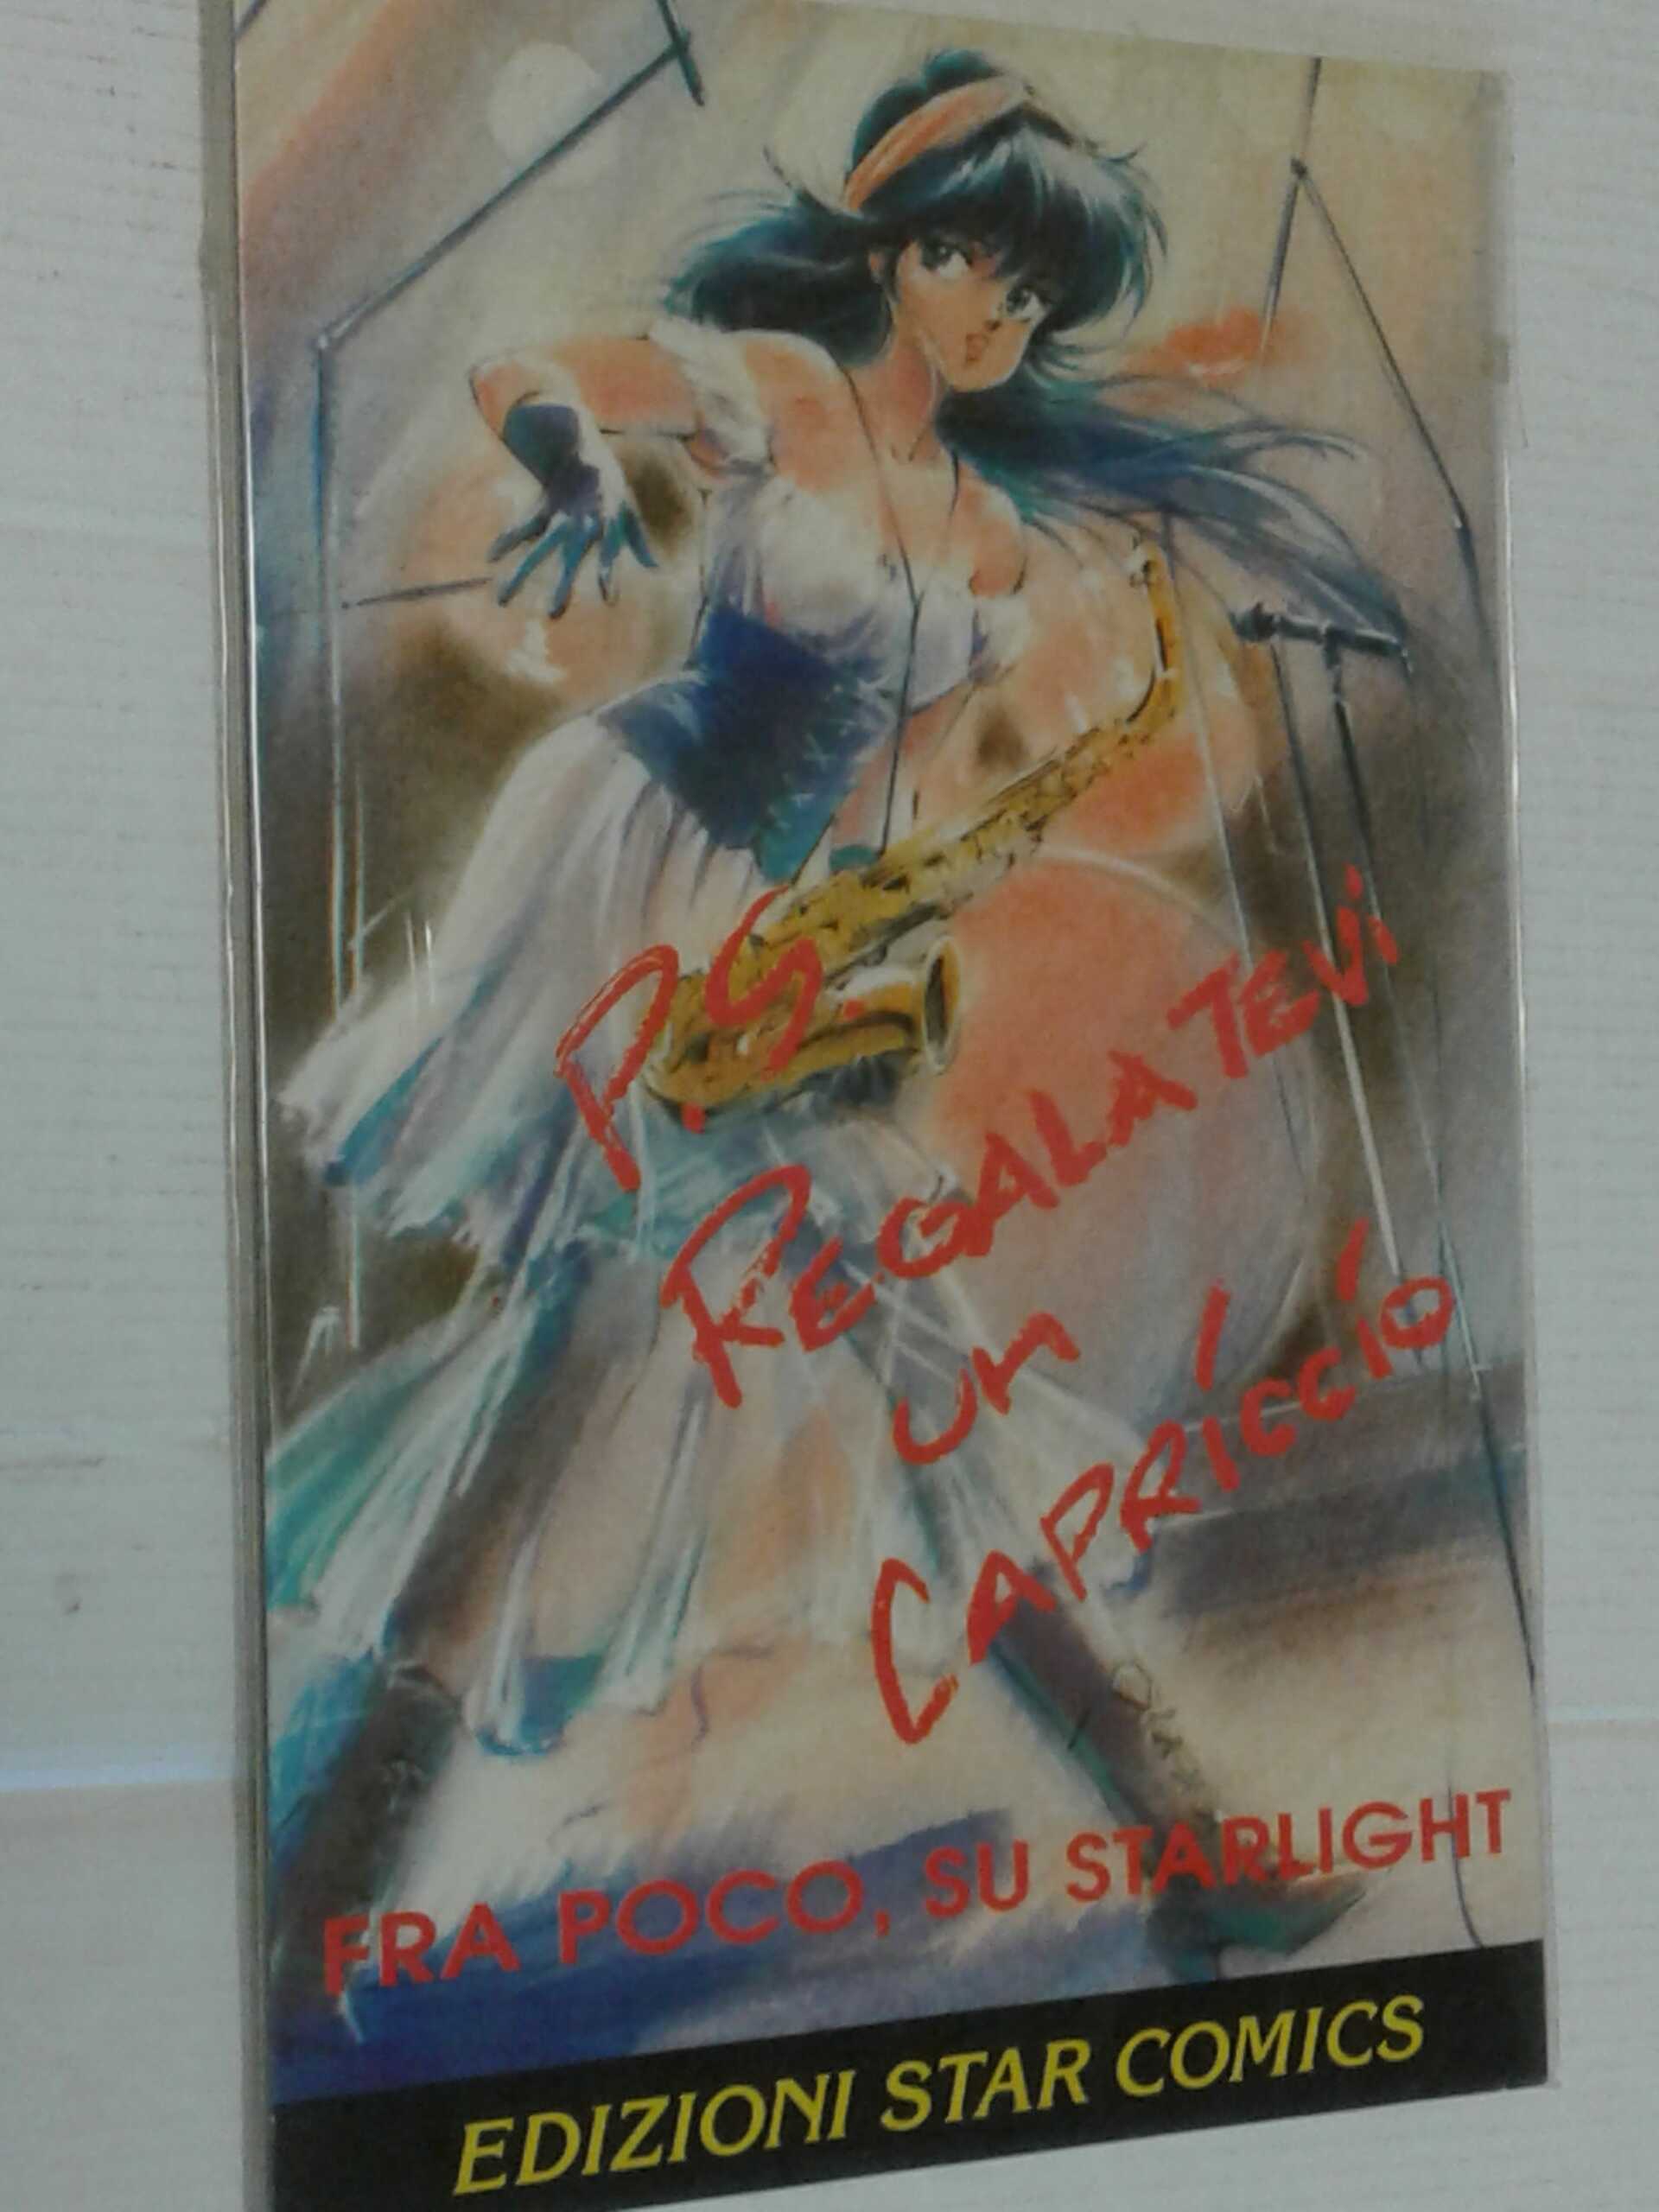 P.S.
REGALATEVI
UN
CAPRICCIO
FRA POCO, SU STARLIGHT
EDIZIONI STAR COMICS